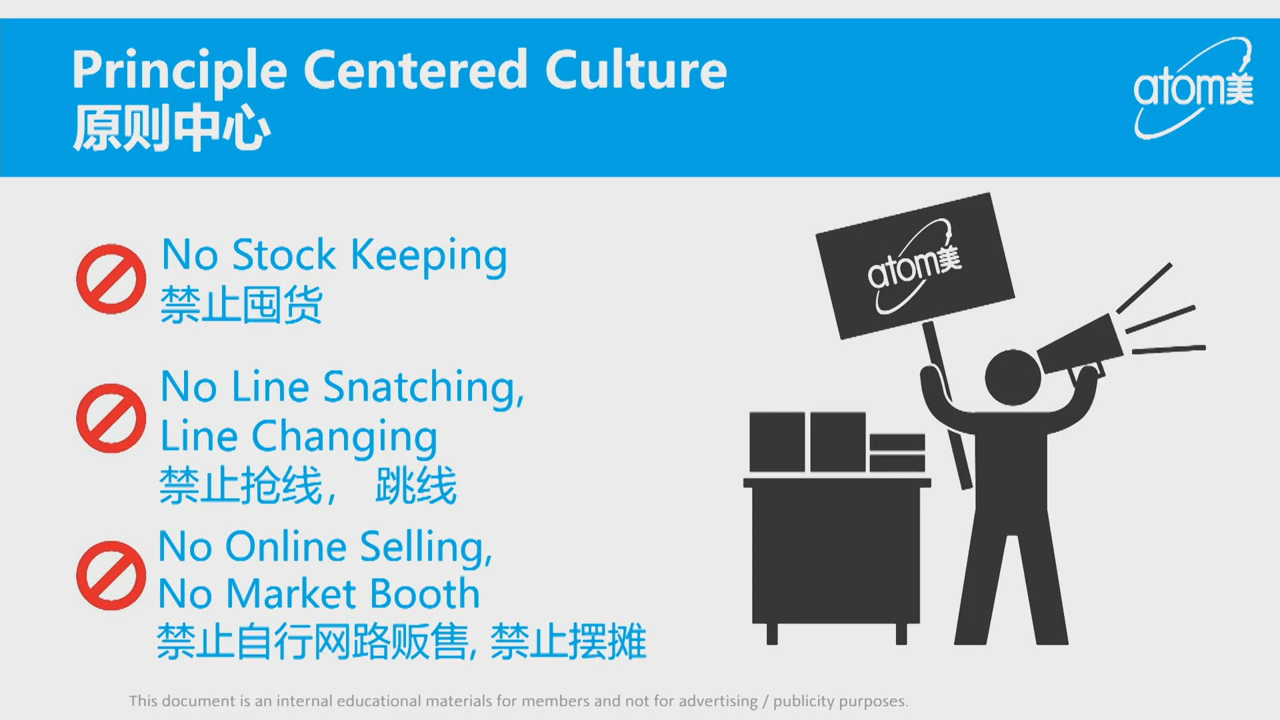 Principle Centered Culture
原则中心
atom美
No Stock Keeping
禁止囤货
atom美
No Line Snatching,
Line Changing
禁止抢线， 跳线
No Online Selling,
No Market Booth
禁止自行网路贩售, 禁止摆摊
This document is an internal educational materials for members and not for advertising / publicity purposes.